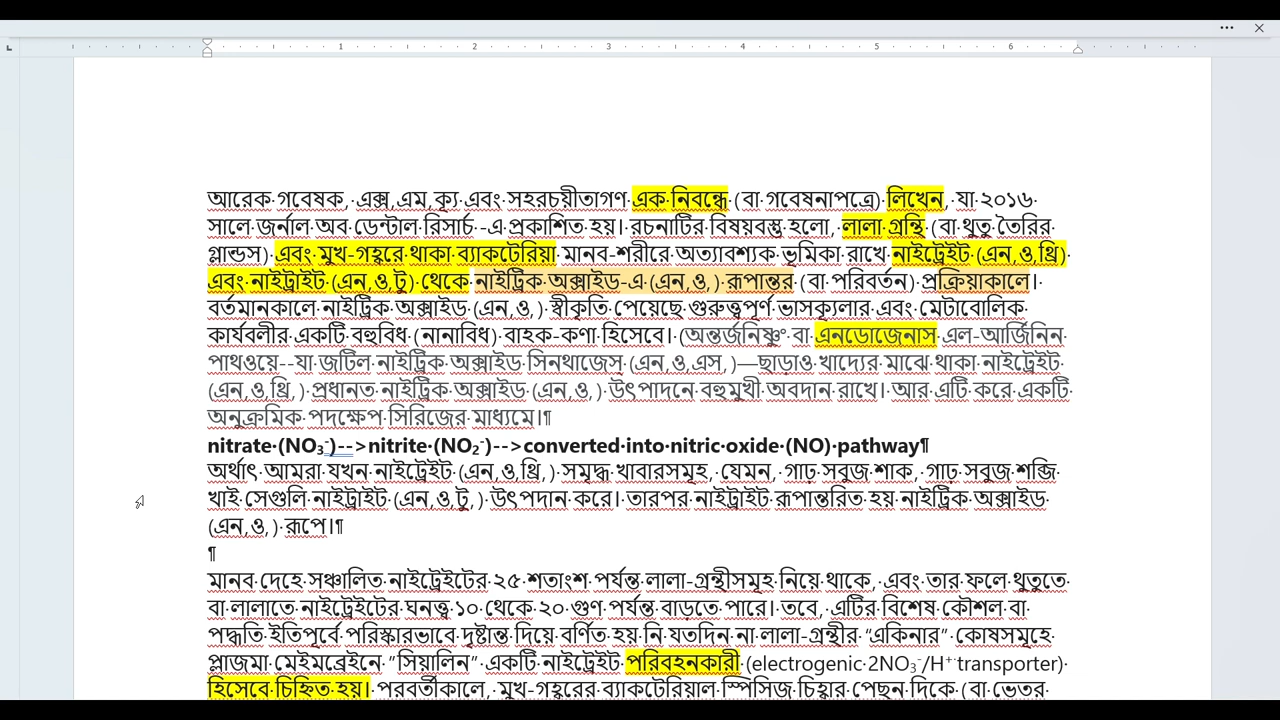 আরেক গবেষক, এক্স,এম,ক্যু এবং সহরচয়ীতাগণ এক নিবন্ধে (বা গবেষনাপত্রে) লিখেন, যা ২০১৬
সালে জর্নাল অব ডেন্টাল রিসার্চ--এ প্রকাশিত হয়। রচনাটির বিষয়বস্তু হলো, লালা গ্রন্থি (বা থুতু তৈরির
গ্লান্ডস) এবং মুখ-গহ্বরে থাকা ব্যাকটেরিয়া মানব-শরীরে অত্যাবশ্যক ভূমিকা রাখে নাইট্রেইট (এন,ও,থ্রি)
এবং নাইট্রাইট (এন,ও,টু) থেকে নাইট্রিক অক্সাইড-এ (এন,ও,) রূপান্তর (বা পরিবর্তন) প্রক্রিয়াকালে।
বর্তমানকালে নাইট্রিক অক্সাইড (এন,ও,) স্বীকৃতি পেয়েছে গুরুত্বপূর্ণ ভাসক্যুলার এবং মেটাবোলিক
কার্যবলীর একটি বহুবিধ (নানাবিধ) বাহক-কণা হিসেবে। (অন্তর্জনিষ্ণু° বা এনডোজেনাস এল-আর্জিনিন
পাথওয়ে--যা জটিল নাইট্রিক অক্সাইড সিনথাজেস্ (এন,ও,এস,)—ছাড়াও খাদ্যের মাঝে থাকা নাইট্রেইট
(এন,ও,থ্রি,) প্রধানত নাইট্রিক অক্সাইড (এন,ও,) উৎপাদনে বহুমুখী অবদান রাখে। আর এটি করে একটি
অনুক্রমিক পদক্ষেপ সিরিজের মাধ্যমে।¶
nitrate (NO₃⁻)-->nitrite (NO₂⁻)-->converted into nitric oxide (NO) pathway¶
অর্থাৎ আমরা যখন নাইট্রেইট (এন,ও,থ্রি,) সমৃদ্ধ খাবারসমূহ, যেমন, গাঢ় সবুজ শাক, গাঢ় সবুজ শব্জি
খাই সেগুলি নাইট্রাইট (এন,ও,টু,) উৎপদান করে। তারপর নাইট্রাইট রূপান্তরিত হয় নাইট্রিক অক্সাইড
(এন,ও,) রূপে।¶
¶
মানব দেহে সঞ্চালিত নাইট্রেইটের ২৫ শতাংশ পর্যন্ত লালা-গ্রন্থীসমূহ নিয়ে থাকে, এবং তার ফলে থুতুতে
বা লালাতে নাইট্রেইটের ঘনত্ত্ব ১০ থেকে ২০ গুণ পর্যন্ত বাড়তে পারে। তবে, এটির বিশেষ কৌশল বা
পদ্ধতি ইতিপূর্বে পরিস্কারভাবে দৃষ্টান্ত দিয়ে বর্ণিত হয় নি যতদিন না লালা-গ্রন্থীর “একিনার” কোষসমূহে
প্লাজমা মেইমব্রেইনে “সিয়ালিন” একটি নাইট্রেইট পরিবহনকারী (electrogenic 2NO₃⁻/H⁺ transporter)
হিসেবে চিহ্নিত হয়। পরবর্তীকালে, মুখ-গহ্বরের ব্যাকটেরিয়াল স্পিসিজ চিহ্বার পেছন দিকে (বা ভেতর
1 2 3 4 5 6